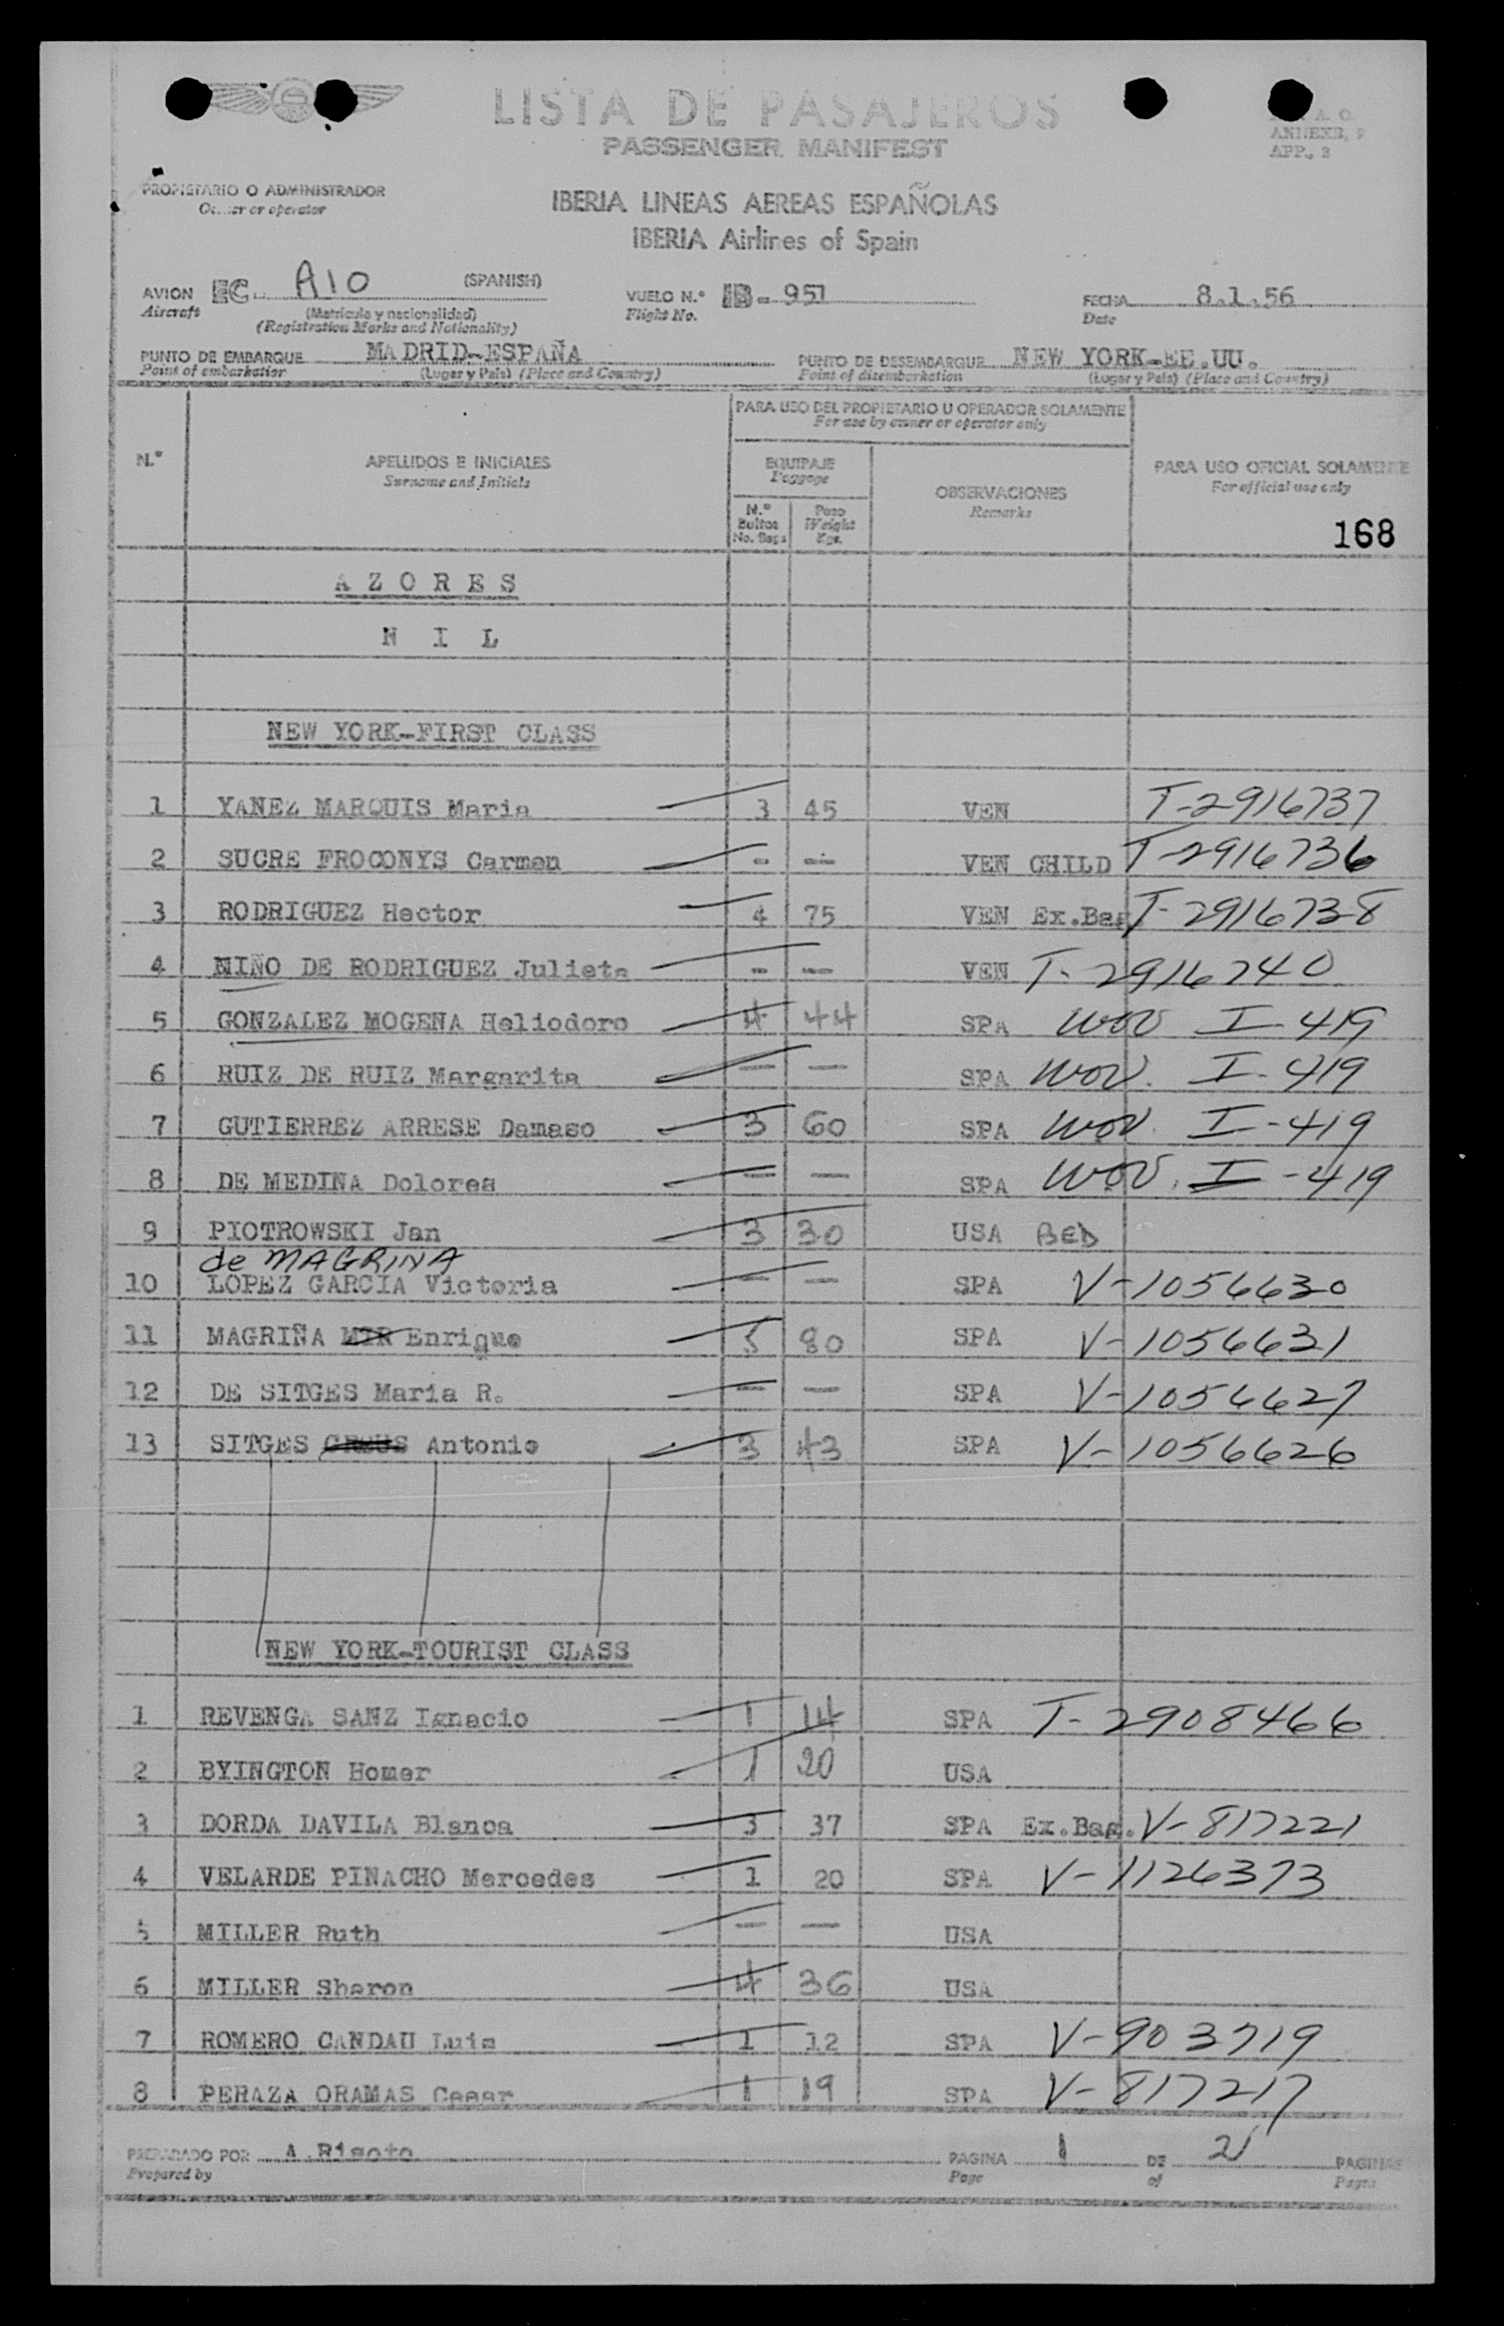 LISTA DE PASAJEROS
PASSENGER MANIFEST
A. O.
ANNEXE, 9
APP., 3
PROPIETARIO O ADMINISTRADOR
Owner or operator
IBERIA LINEAS AEREAS ESPAÑOLAS
IBERIA Airlines of Spain
AVION EC- AIO (SPANISH)
Aircraft
(Matrícula y nacionalidad)
(Registration Marks and Nationality)
VUELO N.º IB- 951
Flight No.
FECHA 8.1.56
Date
PUNTO DE EMBARQUE MADRID-ESPAÑA
Point of embarkation (Lugar y País) (Place and Country)
PUNTO DE DESEMBARQUE NEW YORK-EE.UU.
Point of disembarkation (Lugar y País) (Place and Country)
N.º
APELLIDOS E INICIALES
Surname and Initials
PARA USO DEL PROPIETARIO U OPERADOR SOLAMENTE
For use by owner or operator only
EQUIPAJE
Baggage
N.º Bultos
No. Bags
Peso
Weight
Kgs.
OBSERVACIONES
Remarks
PARA USO OFICIAL SOLAMENTE
For official use only
168
A Z O R E S
N I L
NEW YORK-FIRST CLASS
1 YANEZ MARQUIS Maria 3 45 VEN T-2916737
2 SUCRE FROCONYS Carmen - - VEN CHILD T-2916736
3 RODRIGUEZ Hector 4 75 VEN Ex.Bag T-2916738
4 NIÑO DE RODRIGUEZ Julieta - - VEN T-2916740
5 GONZALEZ MOGENA Heliodoro 4 44 SPA WOV I-419
6 RUIZ DE RUIZ Margarita — — SPA WOV. I-419
7 GUTIERREZ ARRESE Damaso 3 60 SPA WOV. I-419
8 DE MEDINA Dolores — — SPA WOV. I-419
9 PIOTROWSKI Jan 3 30 USA BED
de MAGRINA
10 LOPEZ GARCIA Victoria — — SPA V-1056630
11 MAGRIÑA MIR Enrique 5 80 SPA V-1056631
12 DE SITGES Maria R. — — SPA V-1056627
13 SITGES CREUS Antonio 3 43 SPA V-1056626
NEW YORK-TOURIST CLASS
1 REVENGA SANZ Ignacio 1 14 SPA T-2908466
2 BYINGTON Homer 1 20 USA
3 DORDA DAVILA Blanca 3 37 SPA Ex.Bag. V-817221
4 VELARDE PINACHO Mercedes 1 20 SPA V-1126373
5 MILLER Ruth — — USA
6 MILLER Sharon 4 36 USA
7 ROMERO CANDAU Luis 1 12 SPA V-903719
8 PERAZA ORAMAS Cesar 1 19 SPA V-817217
PREPARADO POR A.Risoto
Prepared by
PAGINA 1 DE 2 PAGINAS
Page of Pages